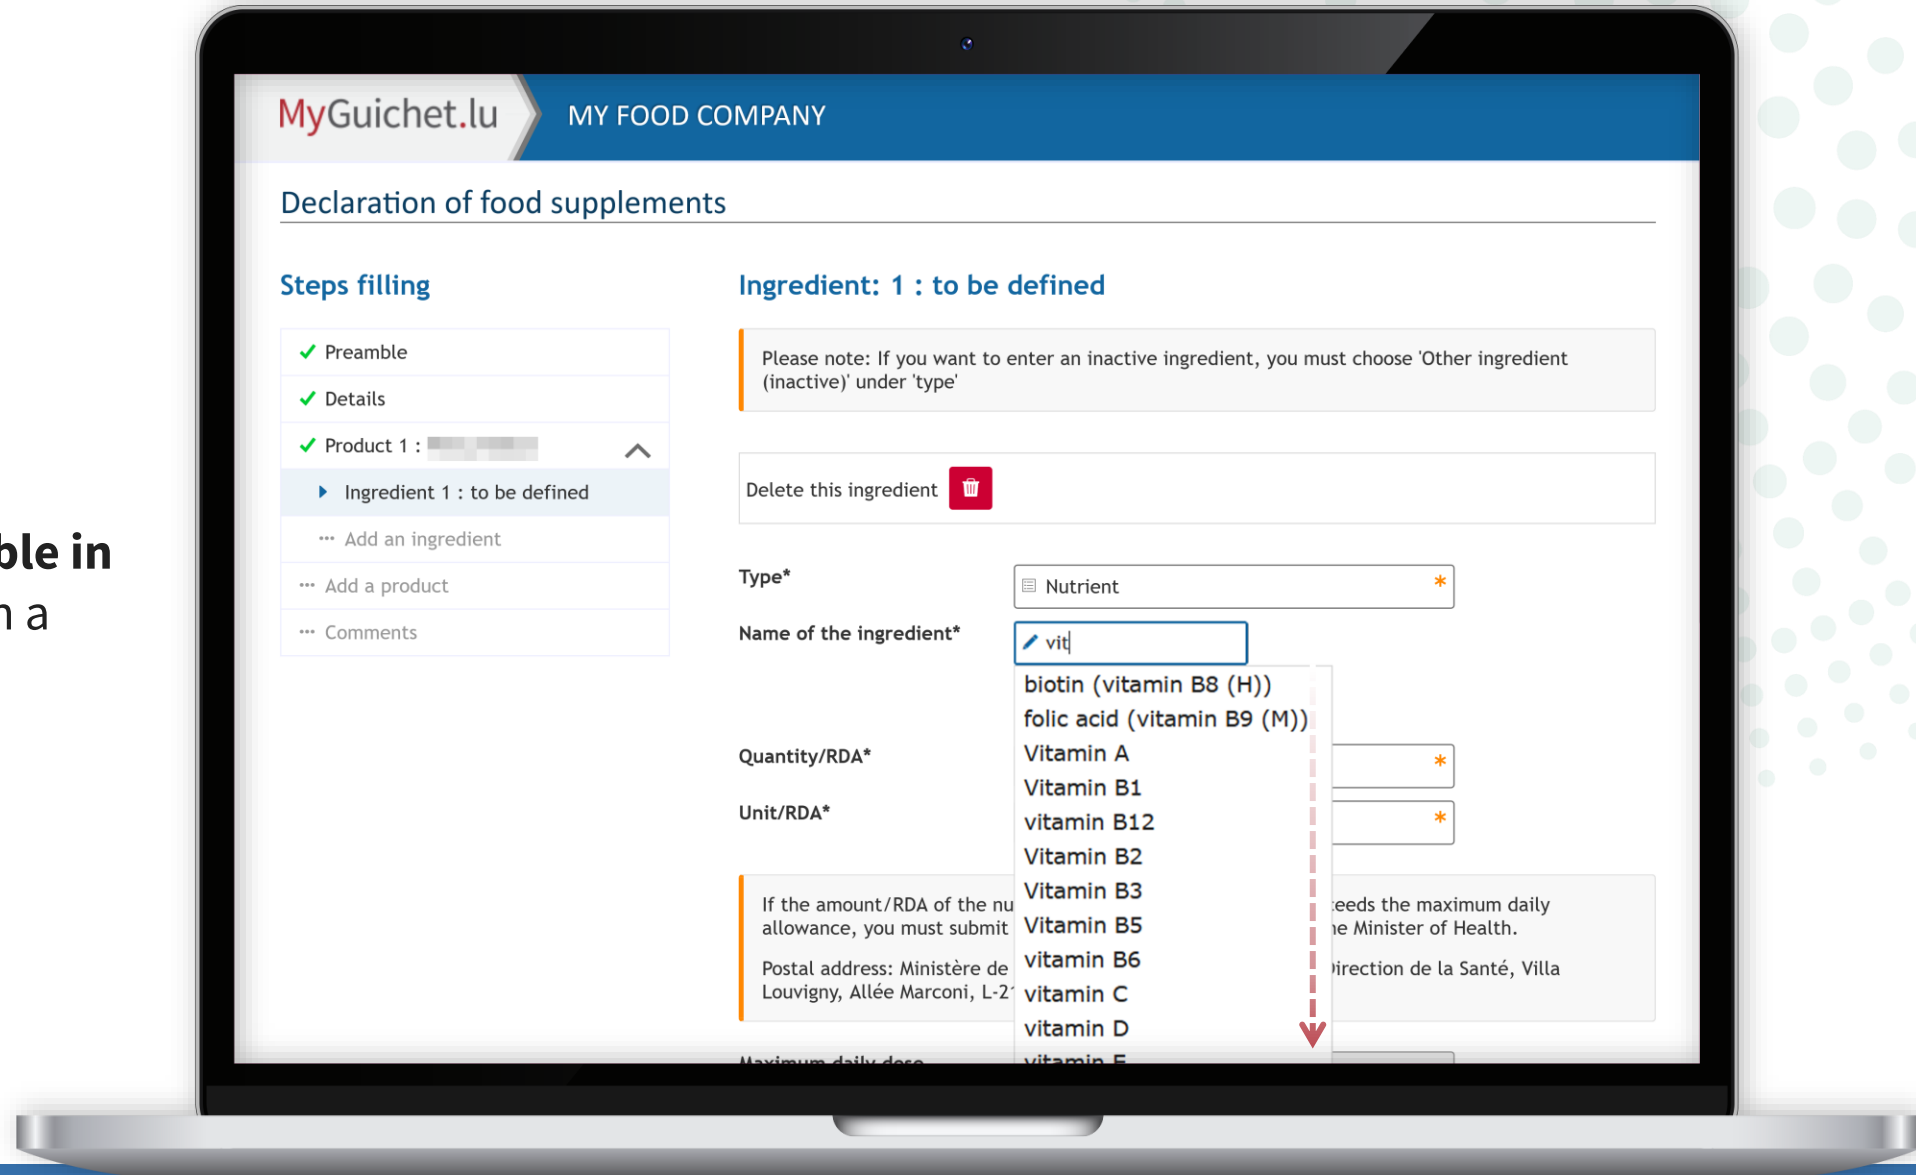 MyGuichet.lu
MY FOOD COMPANY
Declaration of food supplements
Steps filling
Preamble
Details
Product 1 :
Ingredient 1 : to be defined
Add an ingredient
Add a product
Comments
Ingredient: 1 : to be defined
Please note: If you want to enter an inactive ingredient, you must choose 'Other ingredient
(inactive)' under 'type'
Delete this ingredient
Type*
Nutrient
Name of the ingredient*
vit
biotin (vitamin B8 (H))
folic acid (vitamin B9 (M))
Vitamin A
Vitamin B1
vitamin B12
Vitamin B2
Vitamin B3
Vitamin B5
vitamin B6
vitamin C
vitamin D
vitamin E
Quantity/RDA*
Unit/RDA*
If the amount/RDA of the
the maximum daily
allowance, you must submit
Minister of Health.
Postal address: Ministère de
Direction de la Santé, Villa
Louvigny, Allée Marconi,
Maximum daily dose
in
a